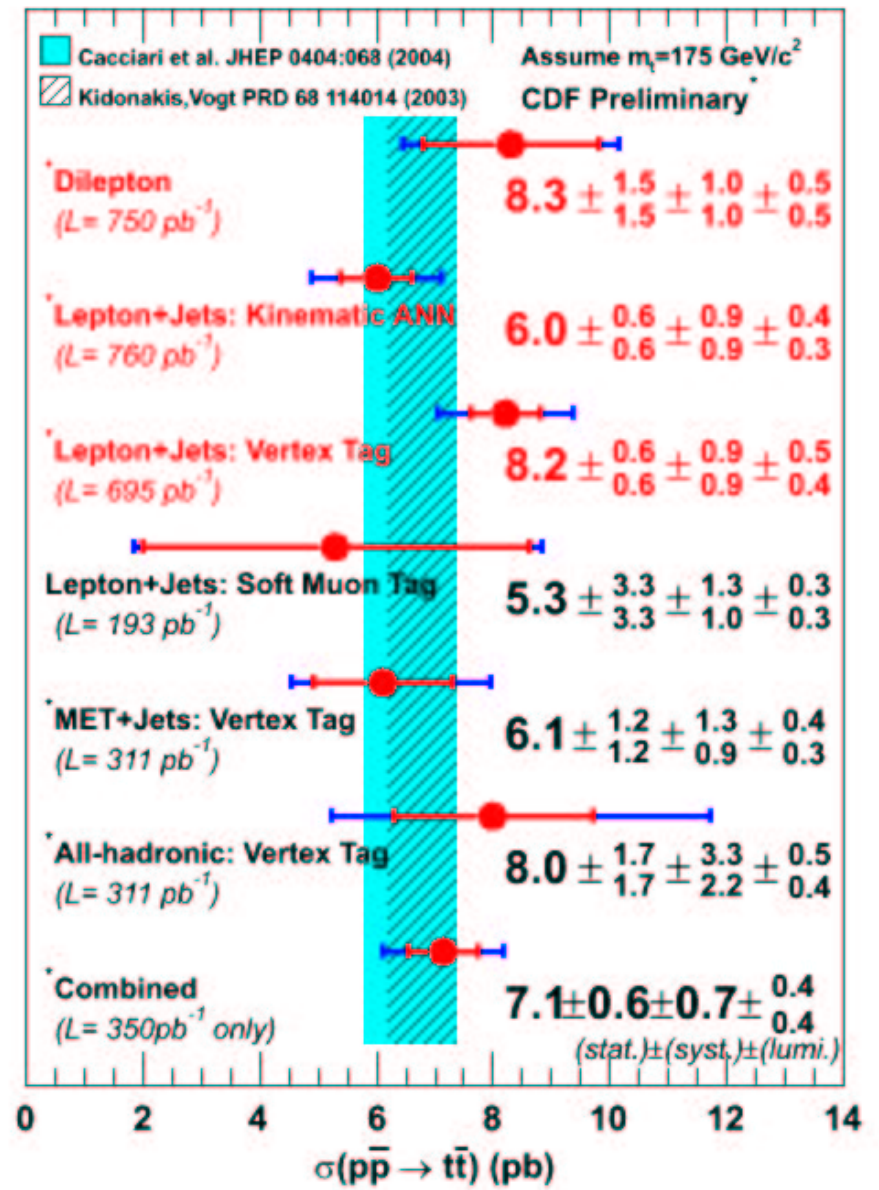 Cacciari et al. JHEP 0404:068 (2004)
Kidonakis,Vogt PRD 68 114014 (2003)
Assume mₜ=175 GeV/c²
CDF Preliminary*
*Dilepton
(L= 750 pb⁻¹)
8.3 ± 1.5 ± 1.0 ± 0.5
1.5 1.0 0.5
*Lepton+Jets: Kinematic ANN
(L= 760 pb⁻¹)
6.0 ± 0.6 ± 0.9 ± 0.4
0.6 0.9 0.3
*Lepton+Jets: Vertex Tag
(L= 695 pb⁻¹)
8.2 ± 0.6 ± 0.9 ± 0.5
0.6 0.9 0.4
Lepton+Jets: Soft Muon Tag
(L= 193 pb⁻¹)
5.3 ± 3.3 ± 1.3 ± 0.3
3.3 1.0 0.3
*MET+Jets: Vertex Tag
(L= 311 pb⁻¹)
6.1 ± 1.2 ± 1.3 ± 0.4
1.2 0.9 0.3
*All-hadronic: Vertex Tag
(L= 311 pb⁻¹)
8.0 ± 1.7 ± 3.3 ± 0.5
1.7 2.2 0.4
*Combined
(L= 350pb⁻¹ only)
7.1±0.6±0.7± 0.4
0.4
(stat.)±(syst.)±(lumi.)
0 2 4 6 8 10 12 14
σ(pp̅ → tt̅) (pb)